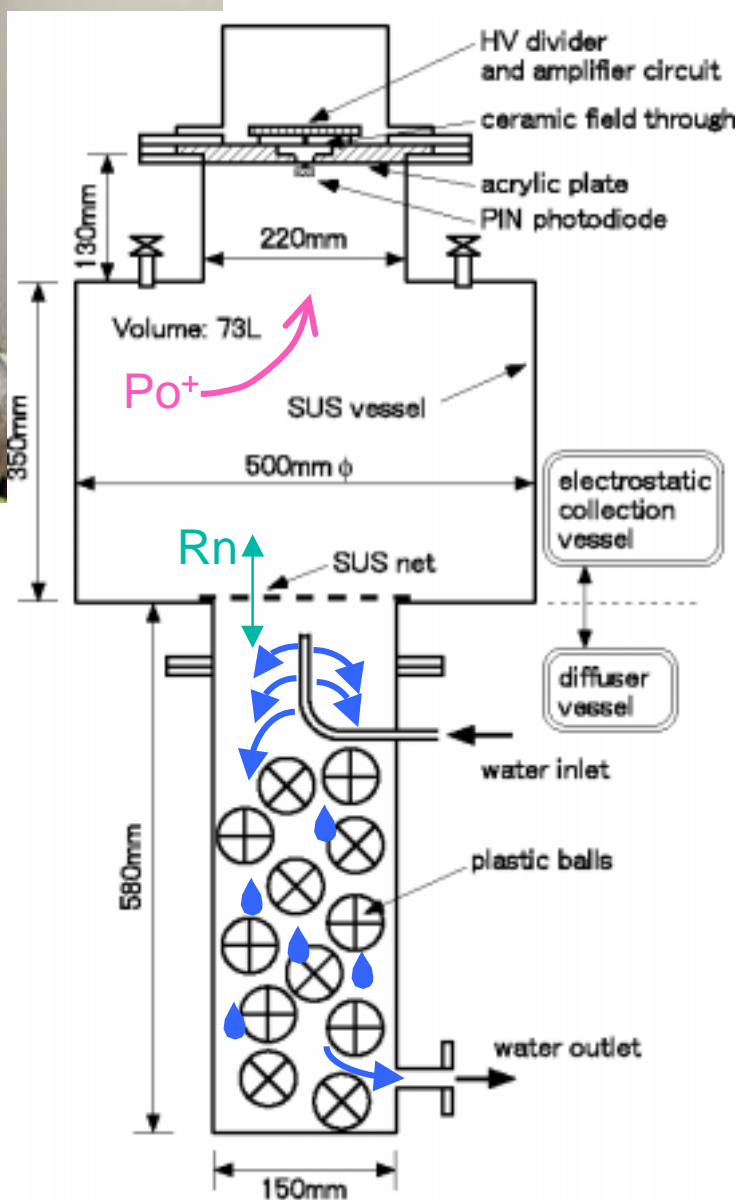 HV divider
and amplifier circuit
ceramic field through
acrylic plate
PIN photodiode
130mm
220mm
Volume: 73L
Po+
SUS vessel
350mm
500mm ϕ
electrostatic
collection
vessel
Rn
SUS net
diffuser
vessel
water inlet
580mm
plastic balls
water outlet
150mm